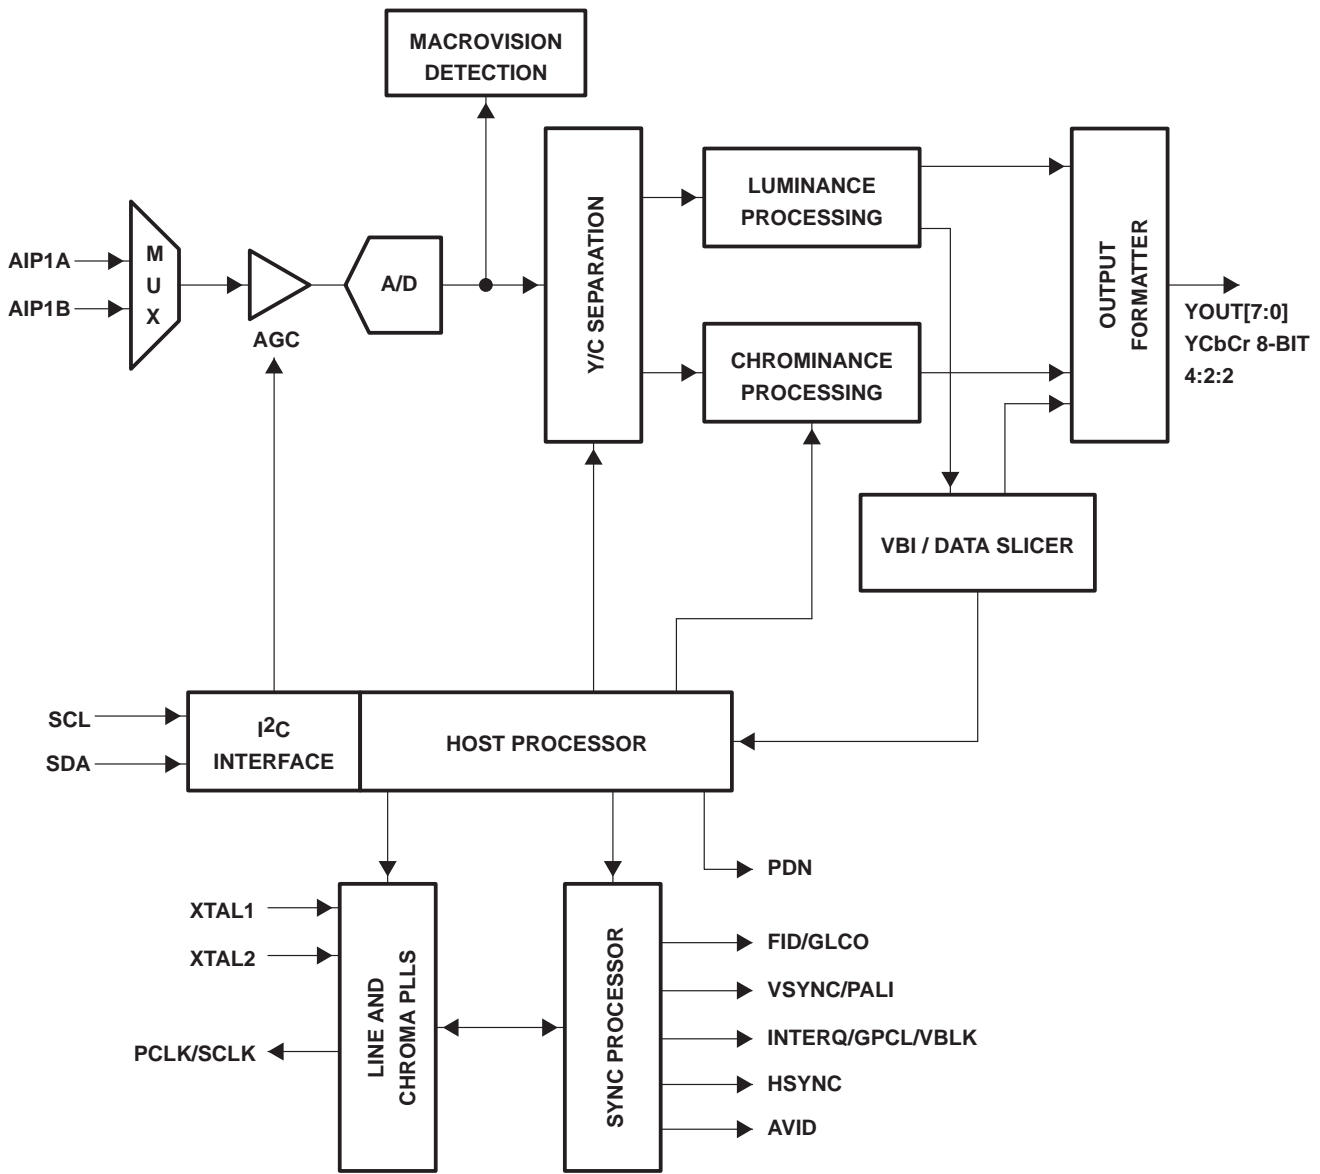 MACROVISION
DETECTION
AIP1A
AIP1B
M
U
X
AGC
A/D
Y/C SEPARATION
LUMINANCE
PROCESSING
CHROMINANCE
PROCESSING
OUTPUT
FORMATTER
YOUT[7:0]
YCbCr 8-BIT
4:2:2
VBI / DATA SLICER
SCL
SDA
I2C
INTERFACE
HOST PROCESSOR
XTAL1
XTAL2
PCLK/SCLK
LINE AND
CHROMA PLLS
SYNC PROCESSOR
PDN
FID/GLCO
VSYNC/PALI
INTERQ/GPCL/VBLK
HSYNC
AVID